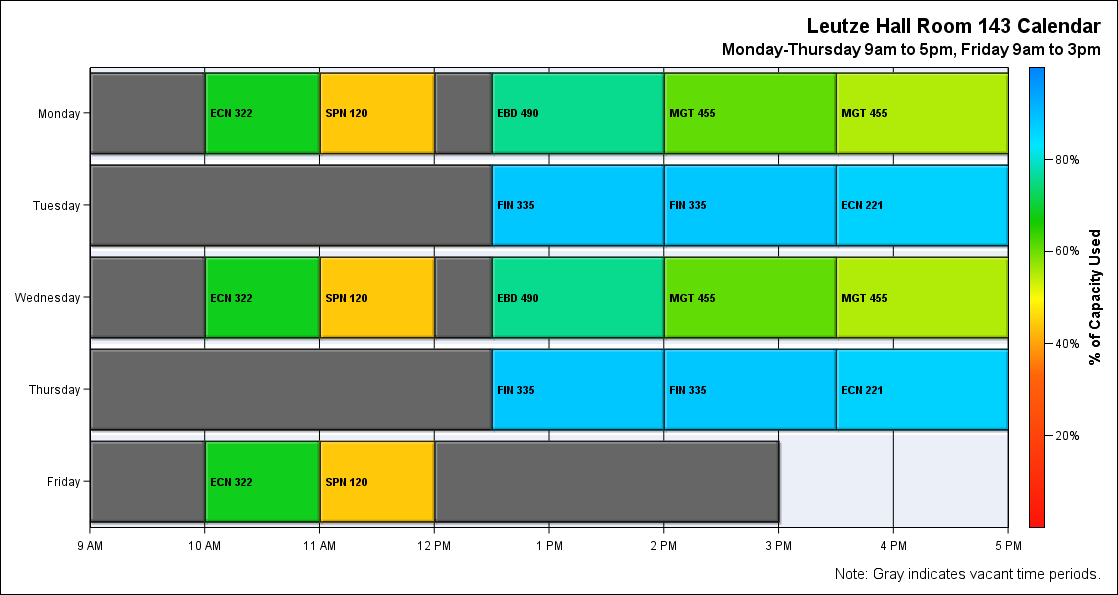 Leutze Hall Room 143 Calendar
Monday-Thursday 9am to 5pm, Friday 9am to 3pm
Monday
ECN 322
SPN 120
EBD 490
MGT 455
MGT 455
Tuesday
FIN 335
FIN 335
ECN 221
Wednesday
ECN 322
SPN 120
EBD 490
MGT 455
MGT 455
Thursday
FIN 335
FIN 335
ECN 221
Friday
ECN 322
SPN 120
9 AM
10 AM
11 AM
12 PM
1 PM
2 PM
3 PM
4 PM
5 PM
80%
60%
40%
20%
% of Capacity Used
Note: Gray indicates vacant time periods.